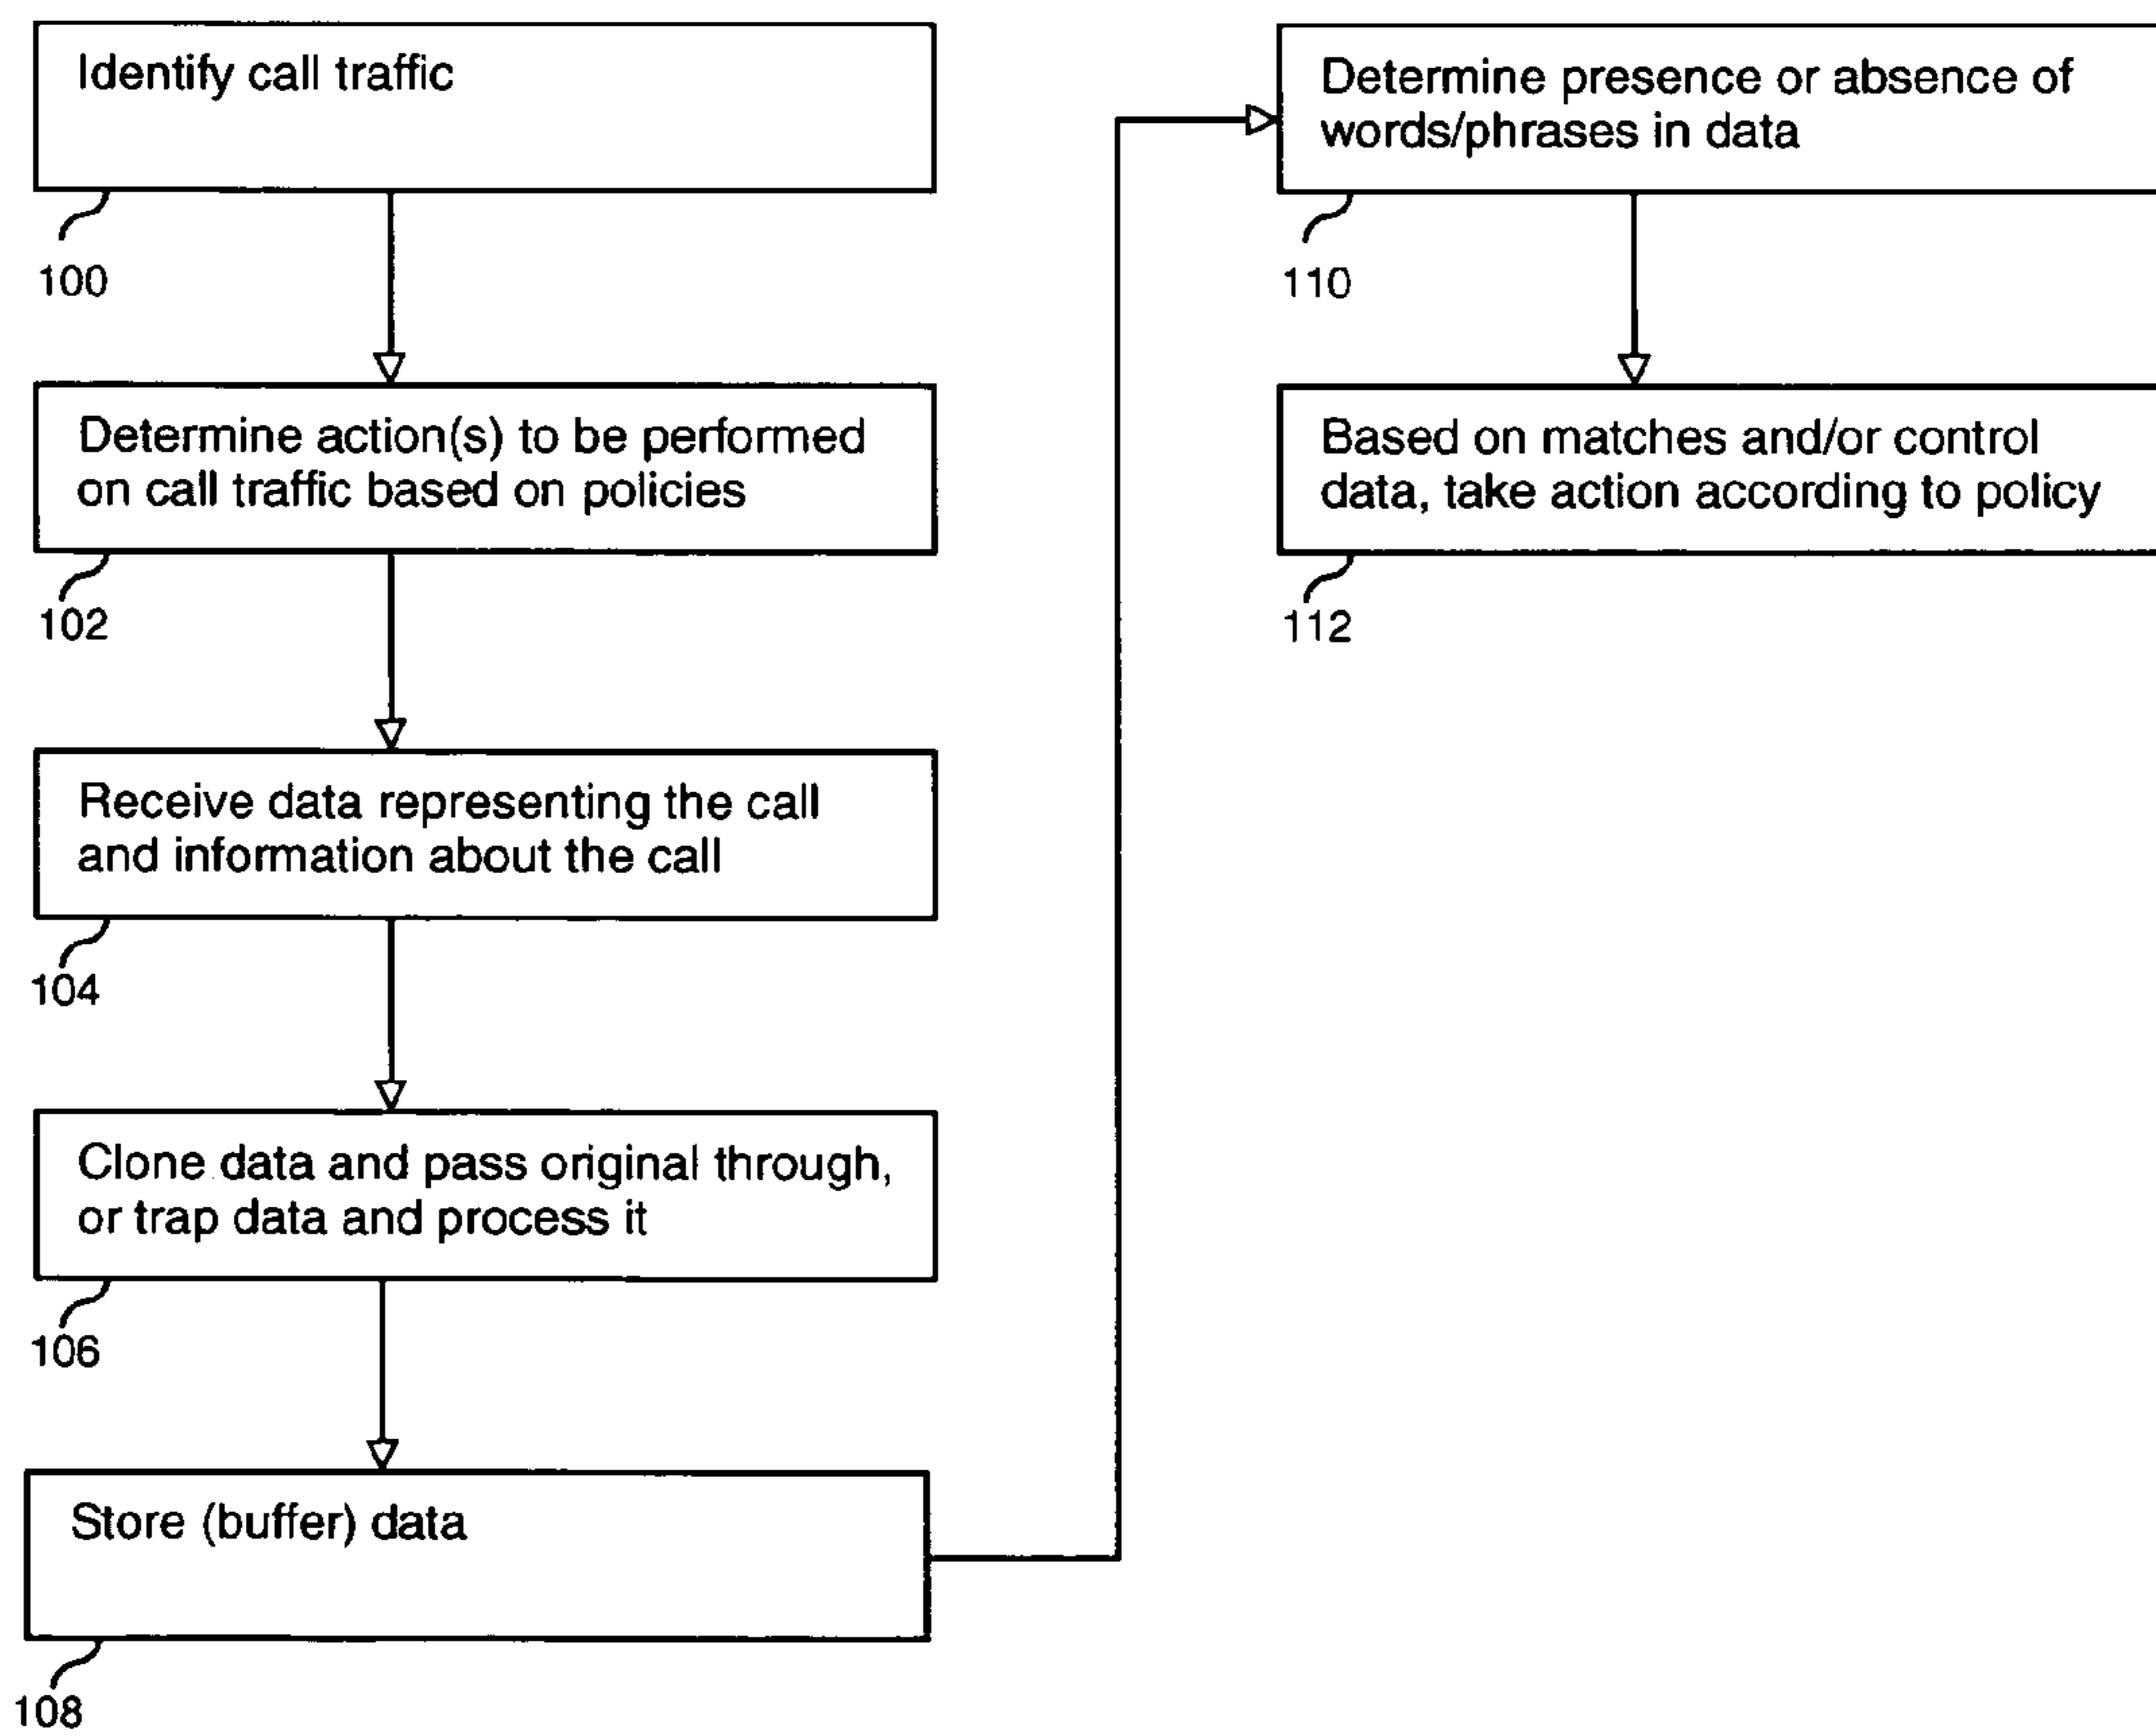 Identify call traffic
100
Determine action(s) to be performed
on call traffic based on policies
102
Receive data representing the call
and information about the call
104
Clone data and pass original through,
or trap data and process it
106
Store (buffer) data
108
Determine presence or absence of
words/phrases in data
110
Based on matches and/or control
data, take action according to policy
112